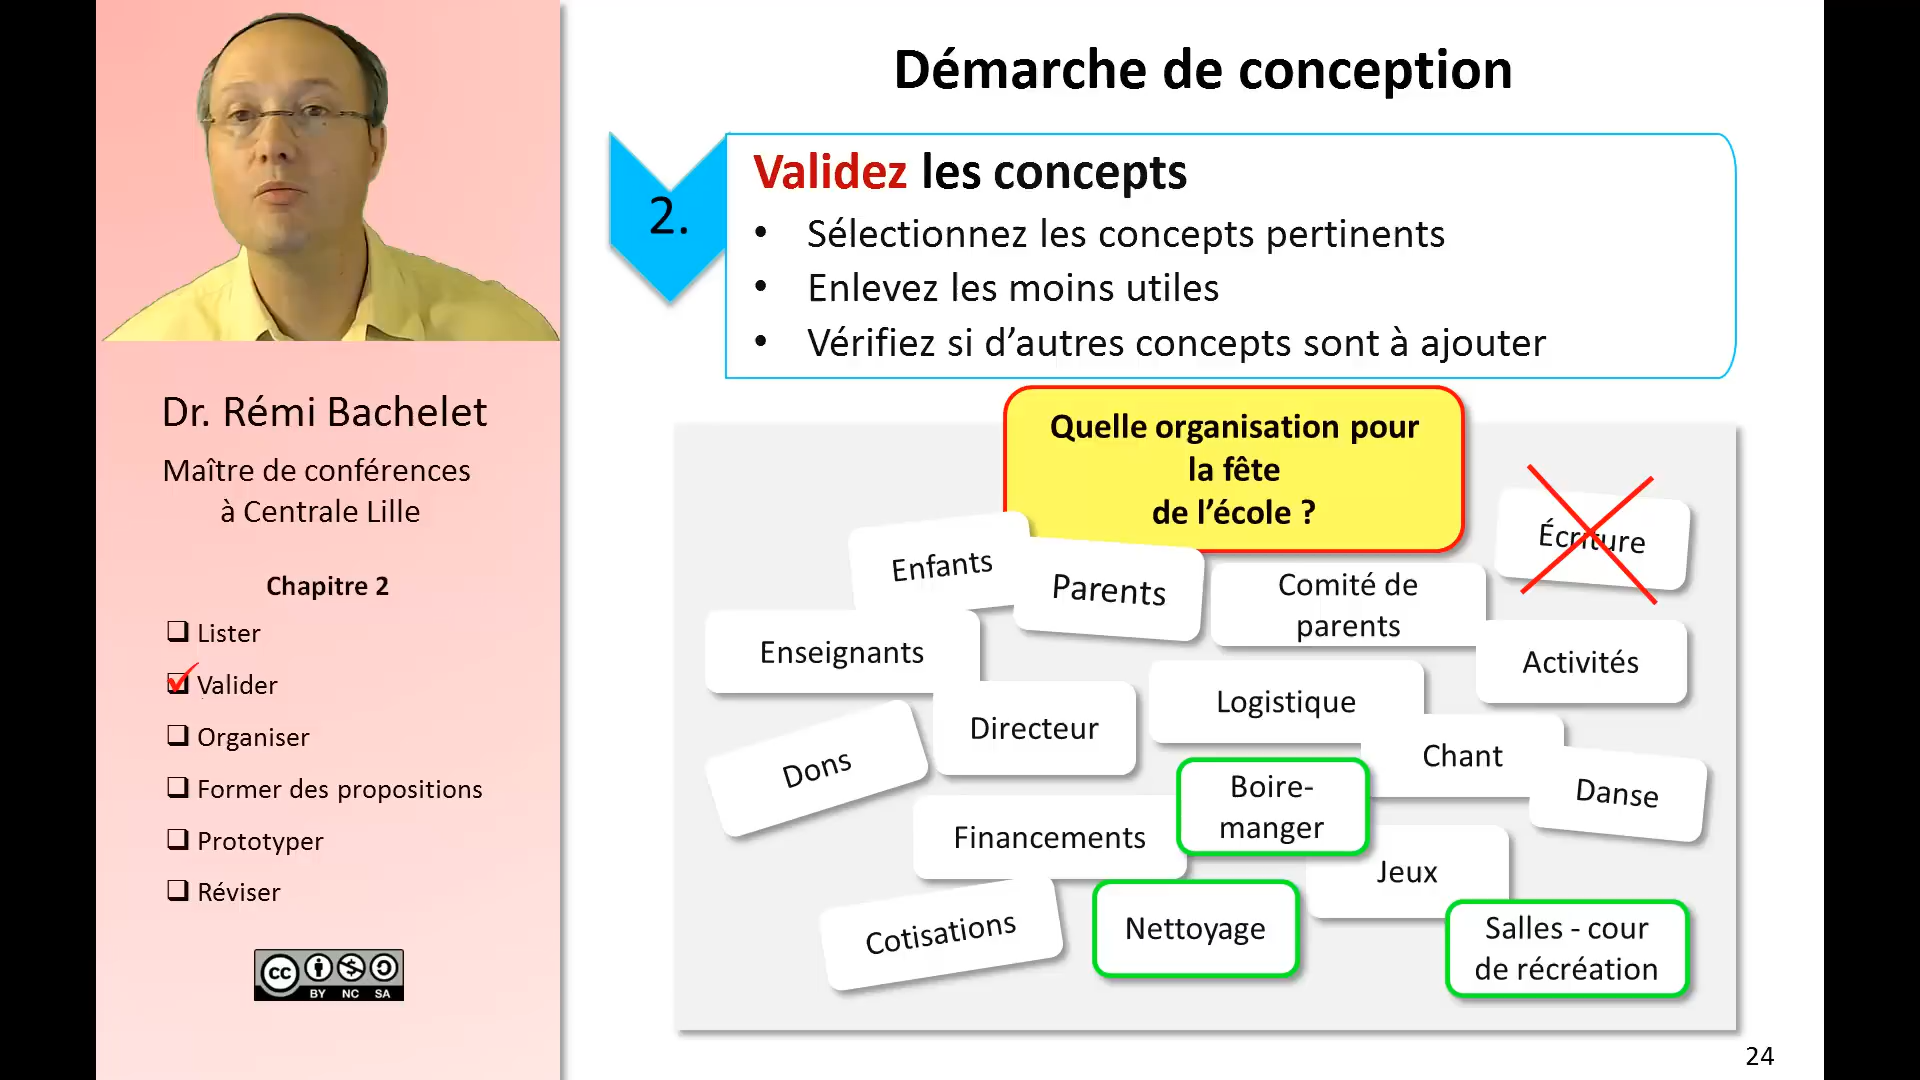 Démarche de conception
2.
Validez les concepts
• Sélectionnez les concepts pertinents
• Enlevez les moins utiles
• Vérifiez si d’autres concepts sont à ajouter
Dr. Rémi Bachelet
Maître de conférences
à Centrale Lille
Chapitre 2
Lister
Valider
Organiser
Former des propositions
Prototyper
Réviser
cc
BY NC SA
Quelle organisation pour
la fête
de l’école ?
Écriture
Enfants
Parents
Comité de
parents
Enseignants
Activités
Logistique
Directeur
Chant
Dons
Boire-
manger
Danse
Financements
Jeux
Cotisations
Nettoyage
Salles - cour
de récréation
24